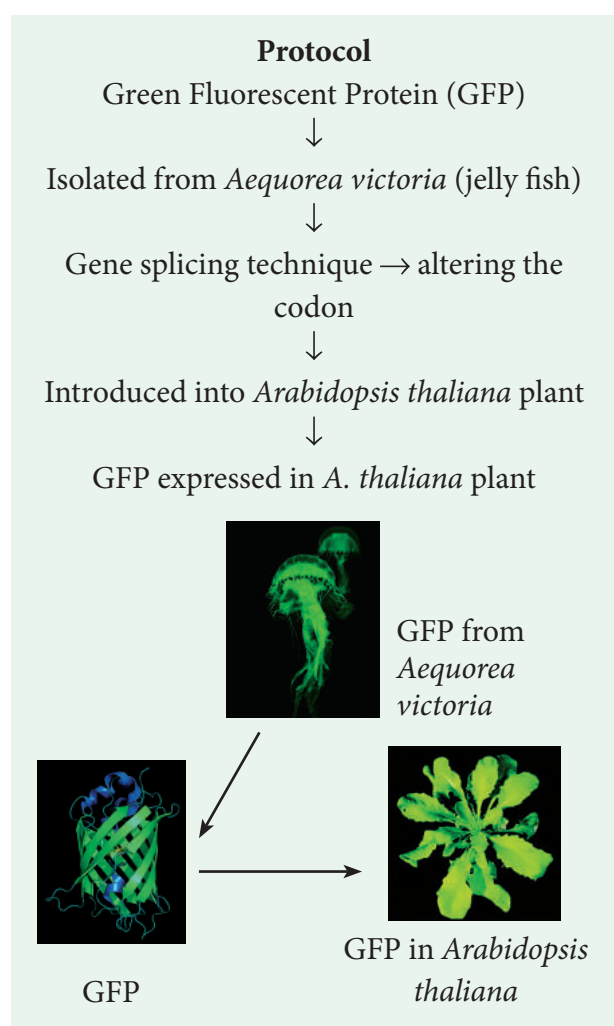 Protocol
Green Fluorescent Protein (GFP)
↓
Isolated from Aequorea victoria (jelly fish)
↓
Gene splicing technique → altering the
codon
↓
Introduced into Arabidopsis thaliana plant
↓
GFP expressed in A. thaliana plant
GFP from
Aequorea
victoria
GFP
GFP in Arabidopsis
thaliana